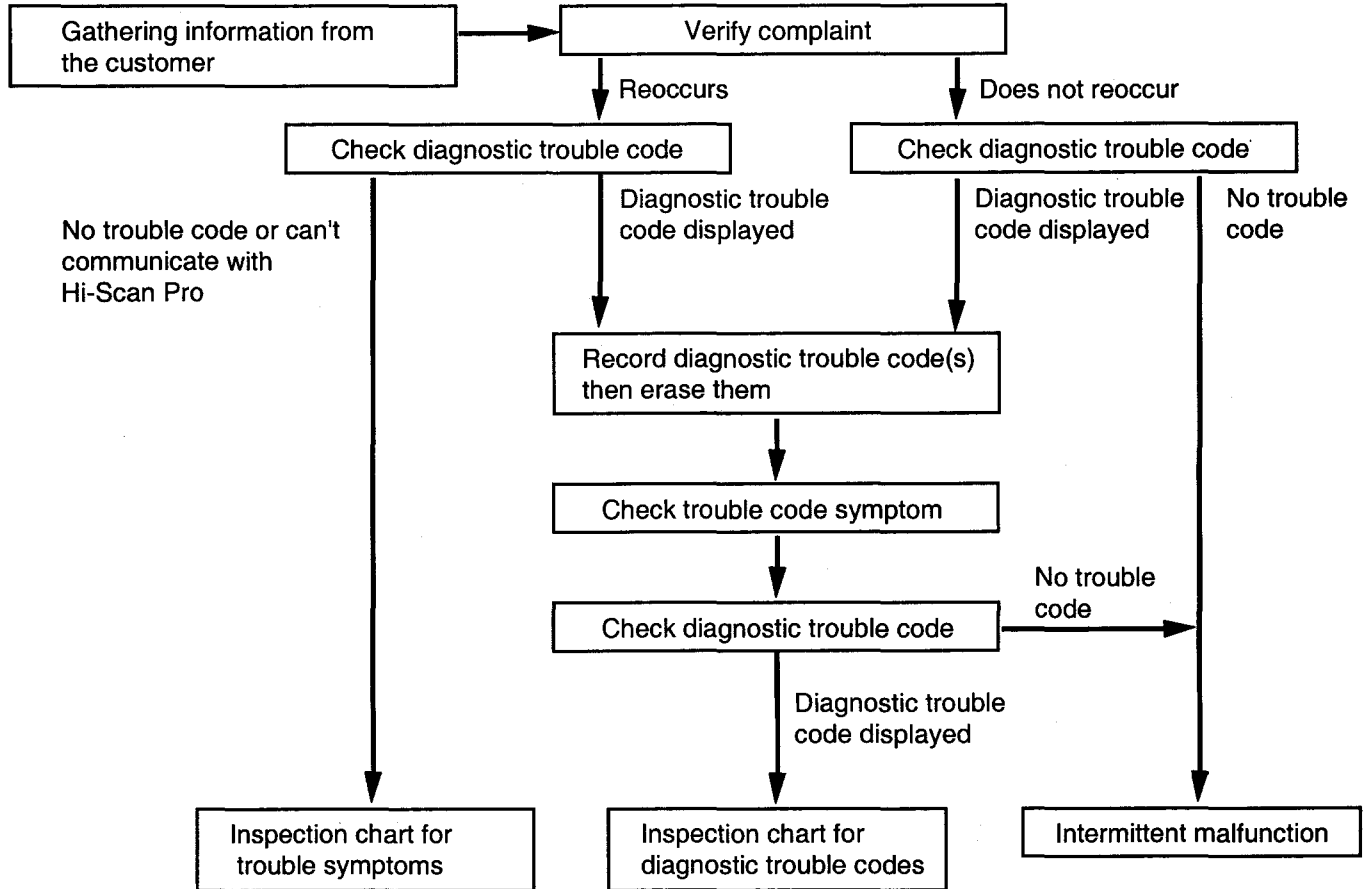 Gathering information from
the customer
Verify complaint
Reoccurs
Does not reoccur
Check diagnostic trouble code
Check diagnostic trouble code
No trouble code or can't
communicate with
Hi-Scan Pro
Diagnostic trouble
code displayed
Diagnostic trouble
code displayed
No trouble
code
Record diagnostic trouble code(s)
then erase them
Check trouble code symptom
Check diagnostic trouble code
No trouble
code
Diagnostic trouble
code displayed
Inspection chart for
trouble symptoms
Inspection chart for
diagnostic trouble codes
Intermittent malfunction